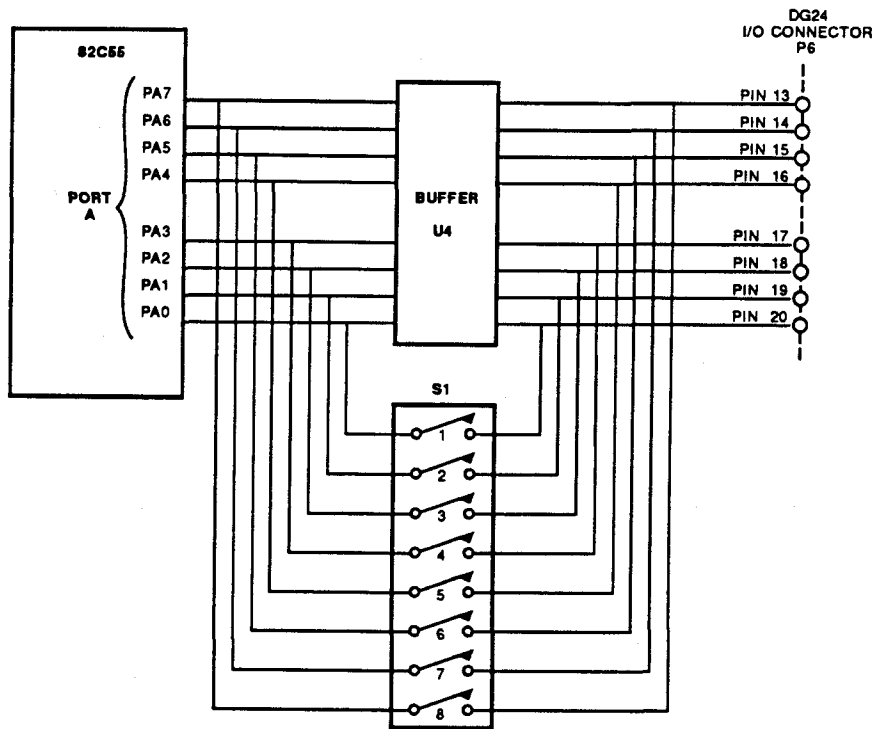 DG24
I/O CONNECTOR
P6
82C55
PA7
PA6
PA5
PA4
PORT
A
PA3
PA2
PA1
PA0
BUFFER
U4
PIN 13
PIN 14
PIN 15
PIN 16
PIN 17
PIN 18
PIN 19
PIN 20
S1
1
2
3
4
5
6
7
8